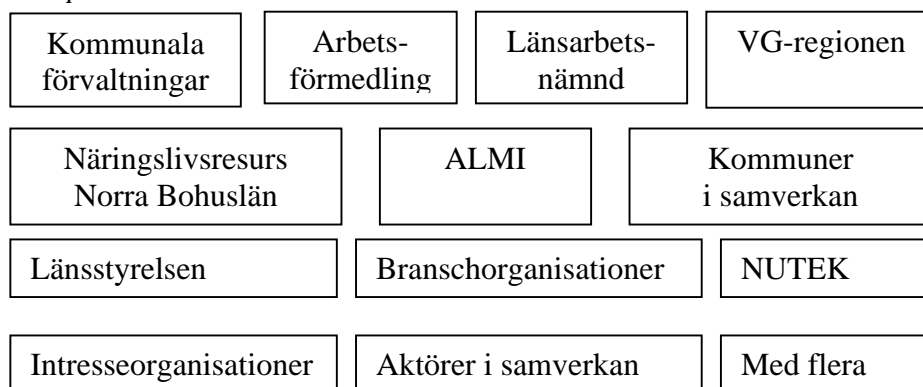 Kommunala
förvaltningar
Arbets-
förmedling
Länsarbets-
nämnd
VG-regionen
Näringslivsresurs
Norra Bohuslän
ALMI
Kommuner
i samverkan
Länsstyrelsen
Branschorganisationer
NUTEK
Intresseorganisationer
Aktörer i samverkan
Med flera